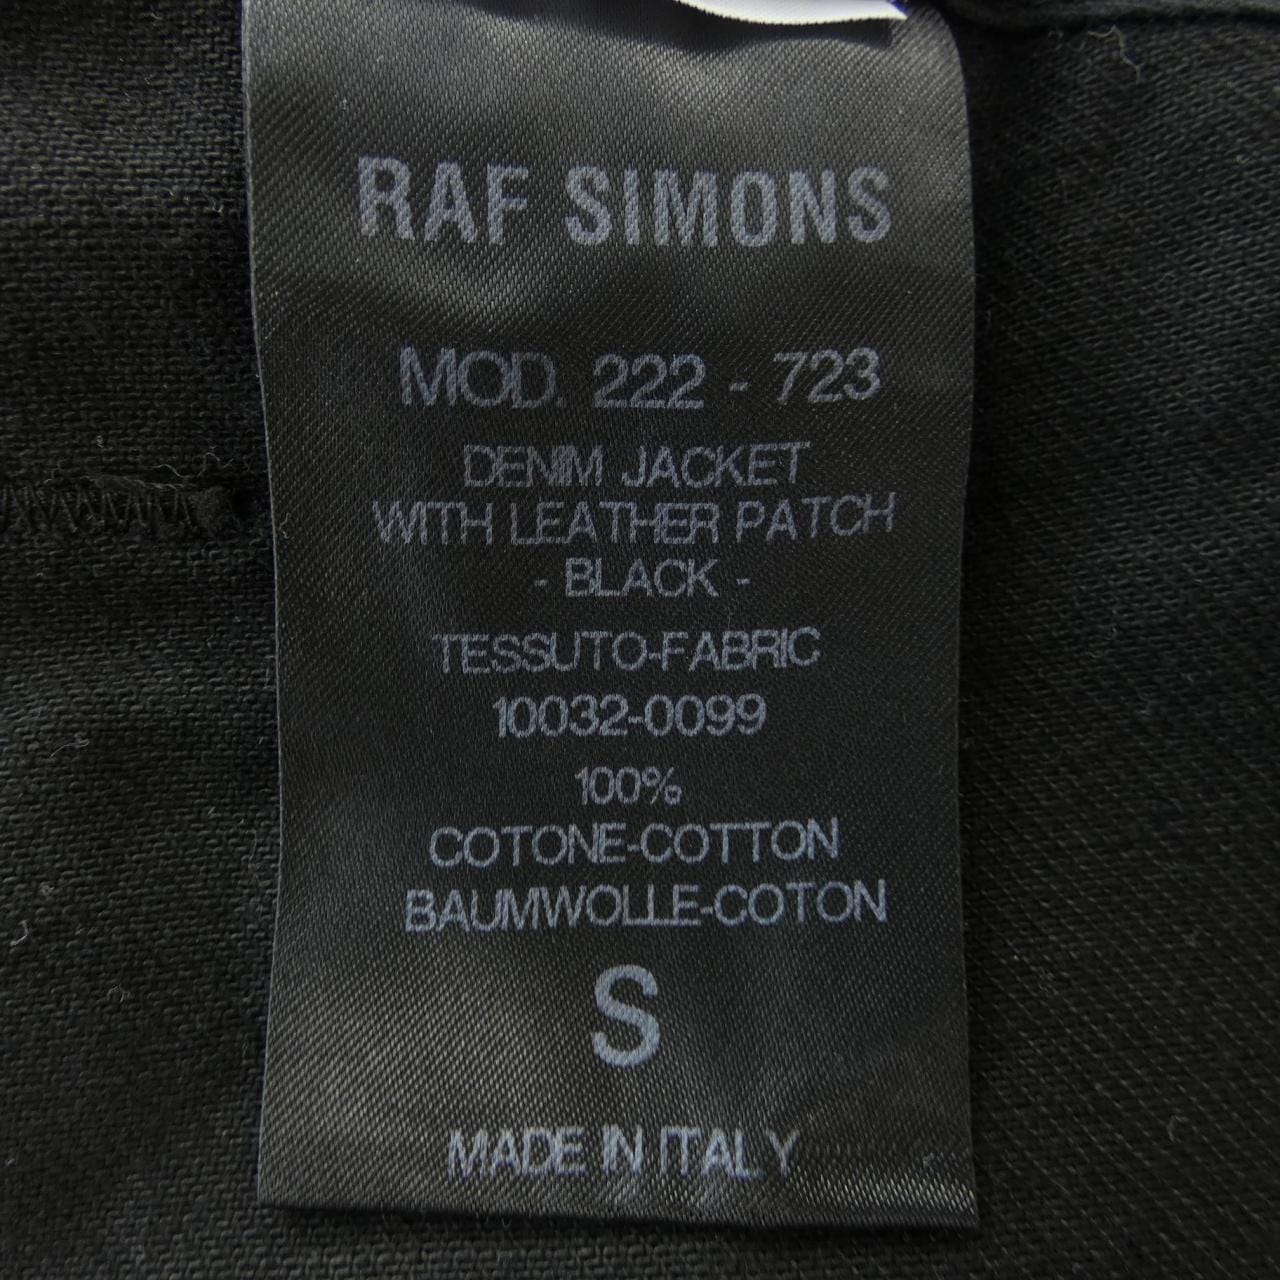 RAF SIMONS
MOD. 222 - 723
DENIM JACKET
WITH LEATHER PATCH
- BLACK -
TESSUTO-FABRIC
10032-0099
100%
COTONE-COTTON
BAUMWOLLE-COTON
S
MADE IN ITALY